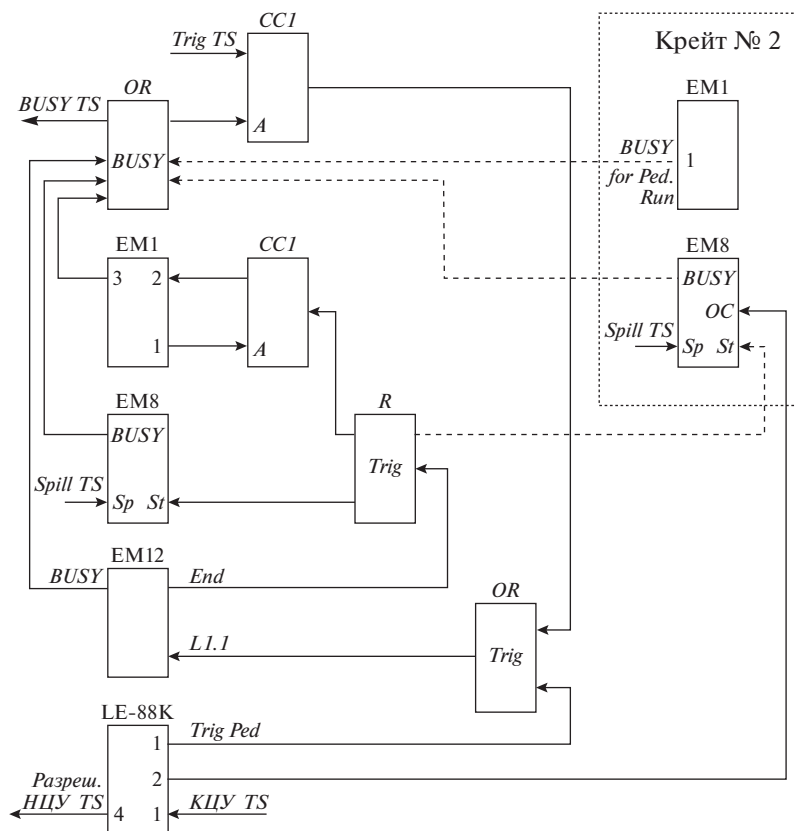 CC1
Trig TS
A
OR
BUSY TS
BUSY
Крейт № 2
EM1
BUSY
1
for Ped.
Run
EM1
3 2
1
CC1
A
EM8
BUSY
OC
Spill TS
Sp St
EM8
BUSY
Spill TS
Sp St
R
Trig
EM12
BUSY
End
L1.1
OR
Trig
LE-88K
1
Trig Ped
2
Разреш.
НЦУ TS
4 1
КЦУ TS